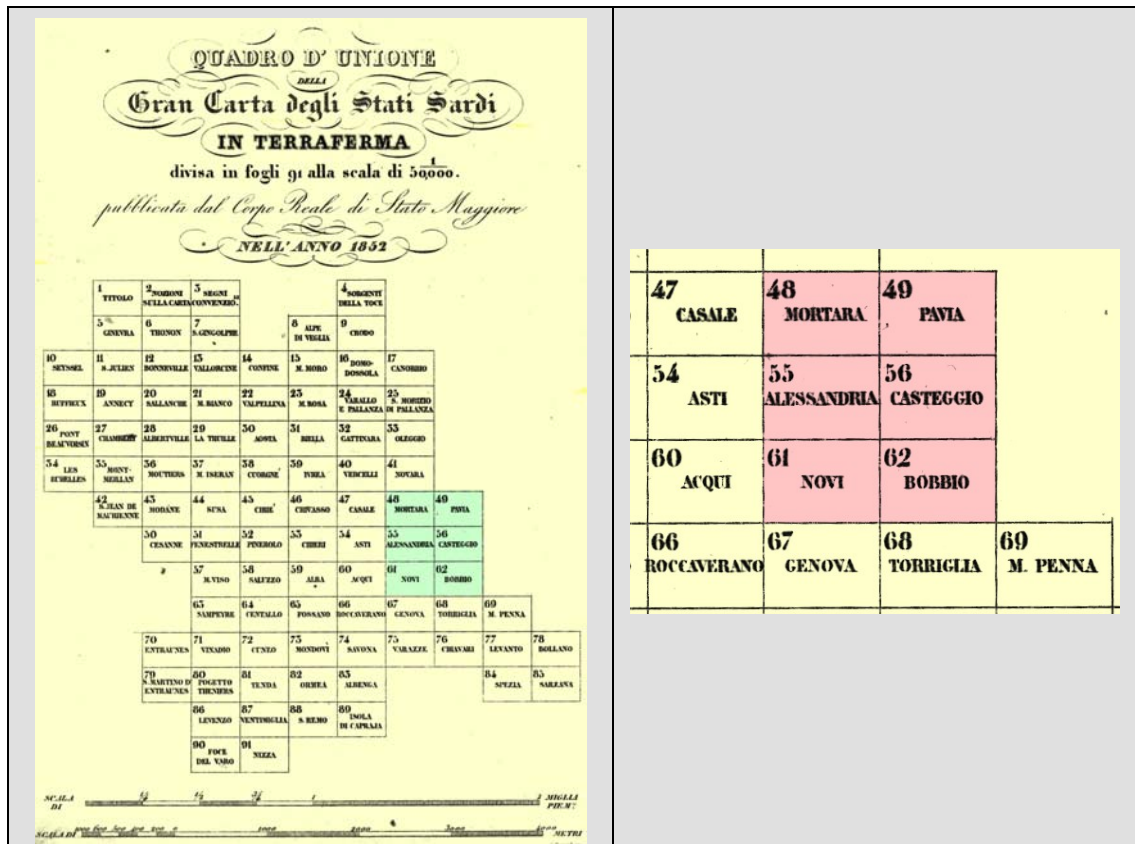 QUADRO D' UNIONE
DELLA
Gran Carta degli Stati Sardi
IN TERRAFERMA
divisa in fogli 91 alla scala di 1/50,000.
pubblicata dal Corpo Reale di Stato Maggiore
NELL' ANNO 1852
1 TITOLO
2 NOZIONI SULLA CARTA
3 SEGNI CONVENZIO.
4 SORGENTI DELLA TOCE
5 GINEVRA
6 THONON
7 S. GINGOLPHE
8 ALPE DI VEGLIA
9 CRODO
10 SEYSSEL
11 S. JULIEN
12 BONNEVILLE
13 VALLORCINE
14 CONFINE
15 M. MORO
16 DOMO-DOSSOLA
17 CANOBBIO
18 RUFFIEUX
19 ANNECY
20 SALLANCHE
21 M. BIANCO
22 VALPELLINA
23 M. ROSA
24 VARALLO E PALLANZA
25 S. MORIZIO DI PALLANZA
26 PONT BEAUVOISIN
27 CHAMBERY
28 ALBERTVILLE
29 LA THUILLE
30 AOSTA
31 BIELLA
32 GATTINARA
33 OLEGGIO
34 LES ECHELLES
35 MONT-MEILLAN
36 MOUTIERS
37 M. ISERAN
38 CUORGNE'
39 IVREA
40 VERCELLI
41 NOVARA
42 S. JEAN DE MAURIENNE
43 MODANE
44 SUSA
45 CIRIE'
46 CHIVASSO
47 CASALE
48 MORTARA
49 PAVIA
50 CESANNE
51 FENESTRELLE
52 PINEROLO
53 CHIERI
54 ASTI
55 ALESSANDRIA
56 CASTEGGIO
57 M. VISO
58 SALUZZO
59 ALBA
60 ACQUI
61 NOVI
62 BOBBIO
63 SAMPEYRE
64 CENTALLO
65 FOSSANO
66 ROCCAVERANO
67 GENOVA
68 TORRIGLIA
69 M. PENNA
70 ENTRAUNES
71 VINADIO
72 CUNEO
73 MONDOVI
74 SAVONA
75 VARAZZE
76 CHIAVARI
77 LEVANTO
78 BOLLANO
79 S. MARTINO D' ENTRAUNES
80 POGETTO THENIERS
81 TENDA
82 ORMEA
83 ALBENGA
84 SPEZIA
85 SARZANA
86 LEVENZO
87 VENTIMIGLIA
88 S. REMO
89 ISOLA DI CAPRAJA
90 FOCE DEL VARO
91 NIZZA
SCALA DI
1 2 MIGLIA PIEM.
SCALA DI 1000 800 500 400 200 0 1000 2000 3000 4000 METRI
47 CASALE
48 MORTARA
49 PAVIA
54 ASTI
55 ALESSANDRIA
56 CASTEGGIO
60 ACQUI
61 NOVI
62 BOBBIO
66 ROCCAVERANO
67 GENOVA
68 TORRIGLIA
69 M. PENNA